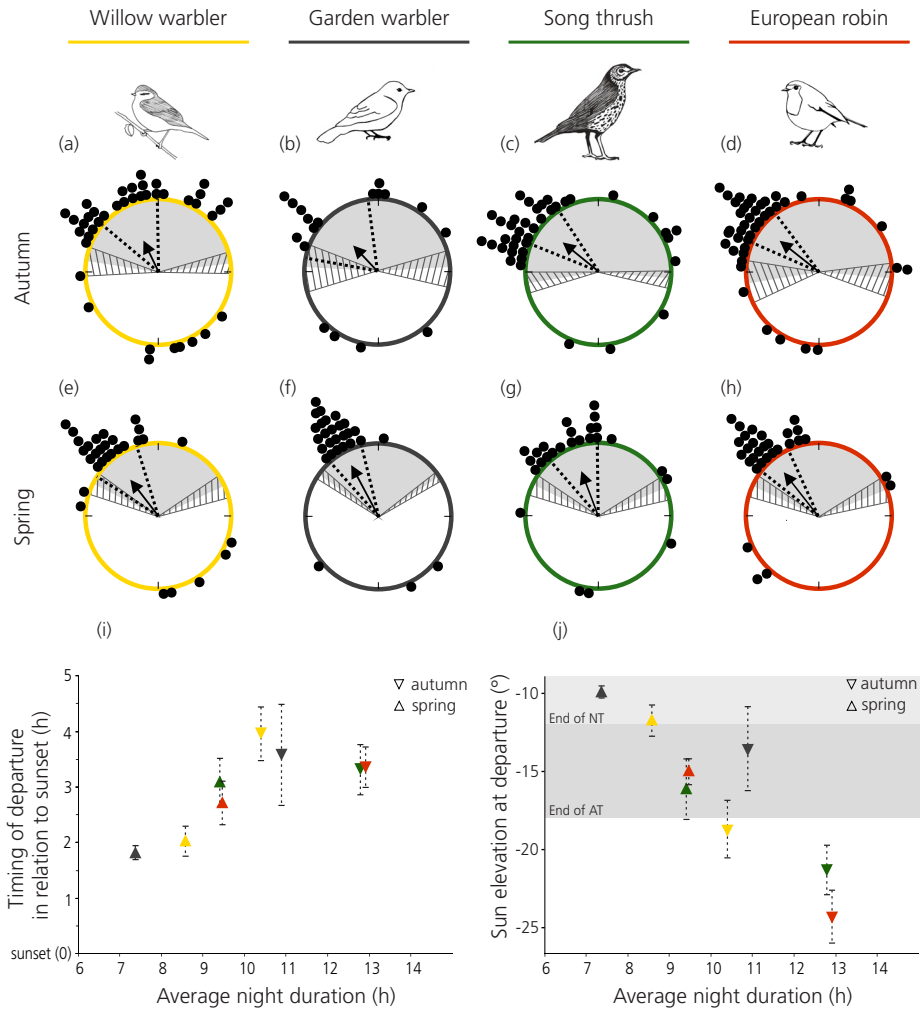 Willow warbler
Garden warbler
Song thrush
European robin
(a)
(b)
(c)
(d)
Autumn
(e)
(f)
(g)
(h)
Spring
(i)
(j)
Timing of departure
in relation to sunset (h)
5
4
3
2
1
sunset (0)
▽ autumn
△ spring
6 7 8 9 10 11 12 13 14
Average night duration (h)
Sun elevation at departure (°)
-10
-15
-20
-25
End of NT
End of AT
▽ autumn
△ spring
6 7 8 9 10 11 12 13 14
Average night duration (h)